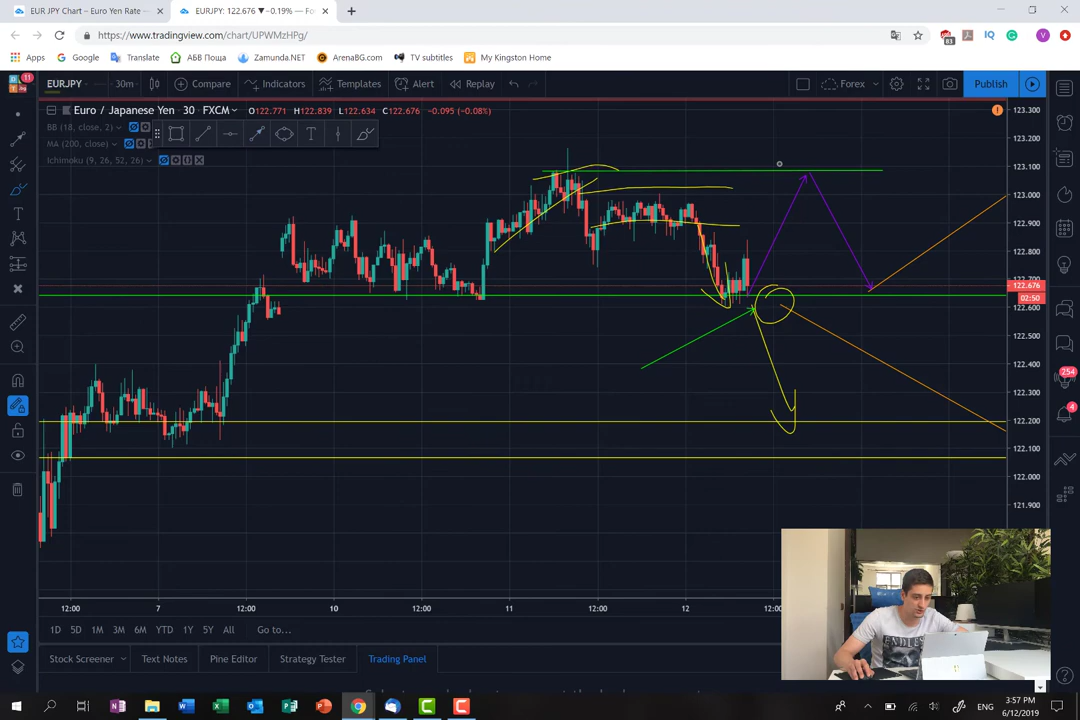 EUR JPY Chart – Euro Yen Rate –
EURJPY: 122.676 ▼−0.19% — Fo
https://www.tradingview.com/chart/UPWMzHPg/
Apps Google Translate АБВ Поща Zamunda.NET ArenaBG.com TV subtitles My Kingston Home
83 IQ V
11 EURJPY 30m Compare Indicators Templates Alert Replay Forex Publish
Euro / Japanese Yen · 30 · FXCM O122.771 H122.839 L122.634 C122.676 −0.095 (−0.08%)
BB (18, close, 2)
MA (200, close)
Ichimoku (9, 26, 52, 26)
123.300
123.200
123.100
123.000
122.900
122.800
122.700
122.676
02:50
122.600
122.400
122.300
122.200
122.100
121.900
254
4
12:00 7 12:00 10 12:00 11 12:00 12 12:00
1D 5D 1M 3M 6M YTD 1Y 5Y All Go to...
Stock Screener Text Notes Pine Editor Strategy Tester Trading Panel
ENG
3:57 PM
6/12/2019